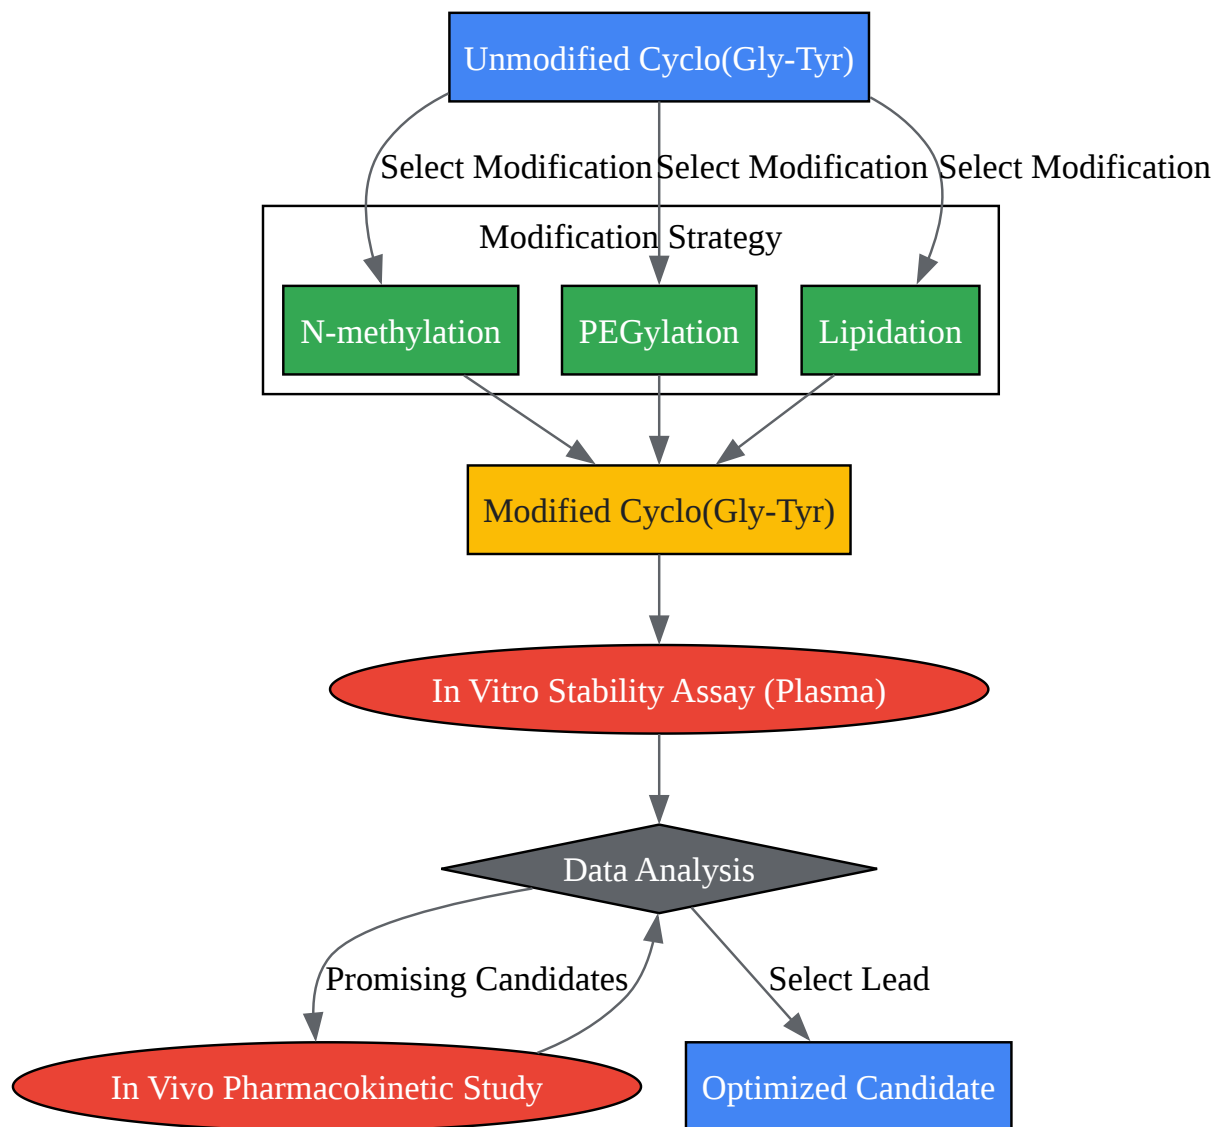 Unmodified Cyclo(Gly-Tyr)
Select Modification
Select Modification
Select Modification
Modification Strategy
N-methylation
PEGylation
Lipidation
Modified Cyclo(Gly-Tyr)
In Vitro Stability Assay (Plasma)
Data Analysis
Promising Candidates
Select Lead
In Vivo Pharmacokinetic Study
Optimized Candidate